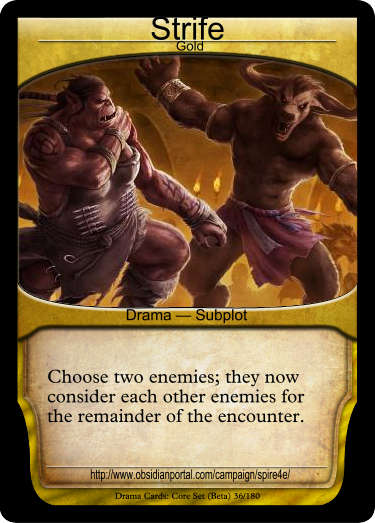 Strife
Gold
Drama — Subplot
Choose two enemies; they now
consider each other enemies for
the remainder of the encounter.
http://www.obsidianportal.com/campaign/spire4e/
Drama Cards: Core Set (Beta) 36/180